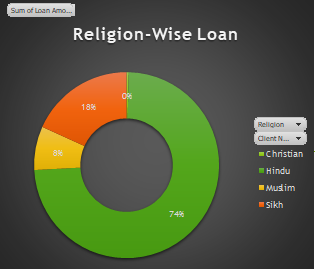 Sum of Loan Amo...
Religion-Wise Loan
0%
18%
8%
74%
Religion
Client N...
Christian
Hindu
Muslim
Sikh